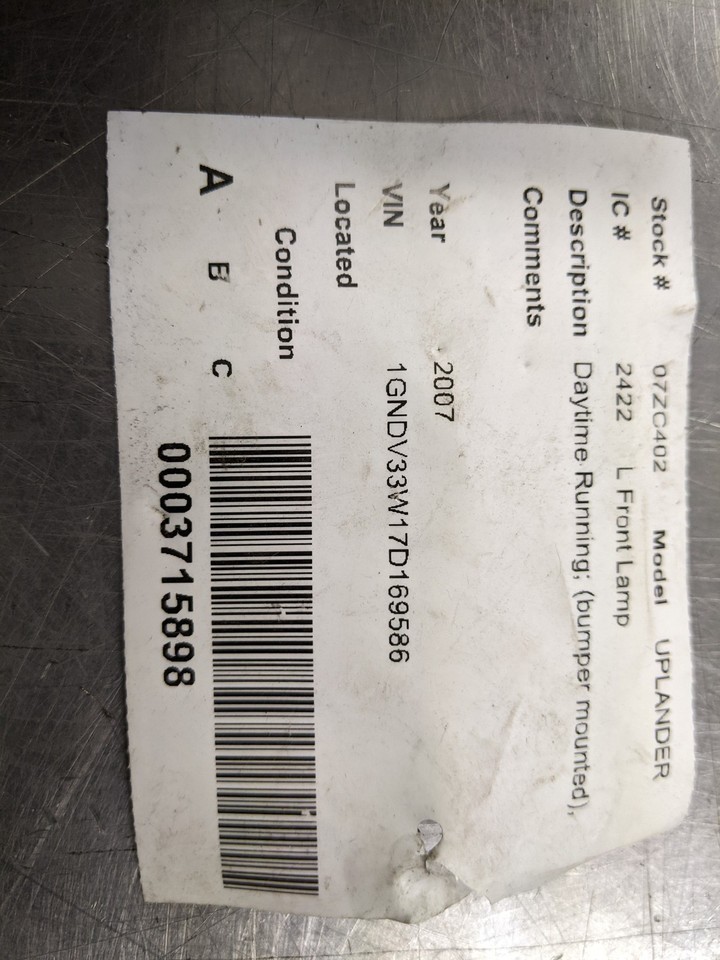 Stock # 07ZC402 Model UPLANDER
IC # 2422 L Front Lamp
Description Daytime Running; (bumper mounted),
Comments
Year 2007
VIN 1GNDV33W17D169586
Located
Condition
A B C
0003715898